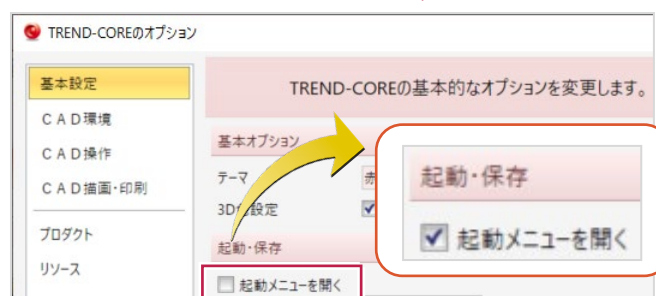 TREND-COREのオプション
基本設定
CAD環境
CAD操作
CAD描画・印刷
プロダクト
リソース
TREND-COREの基本的なオプションを変更します。
基本オプション
テーマ
赤
起動・保存
起動メニューを開く
起動・保存
起動メニューを開く